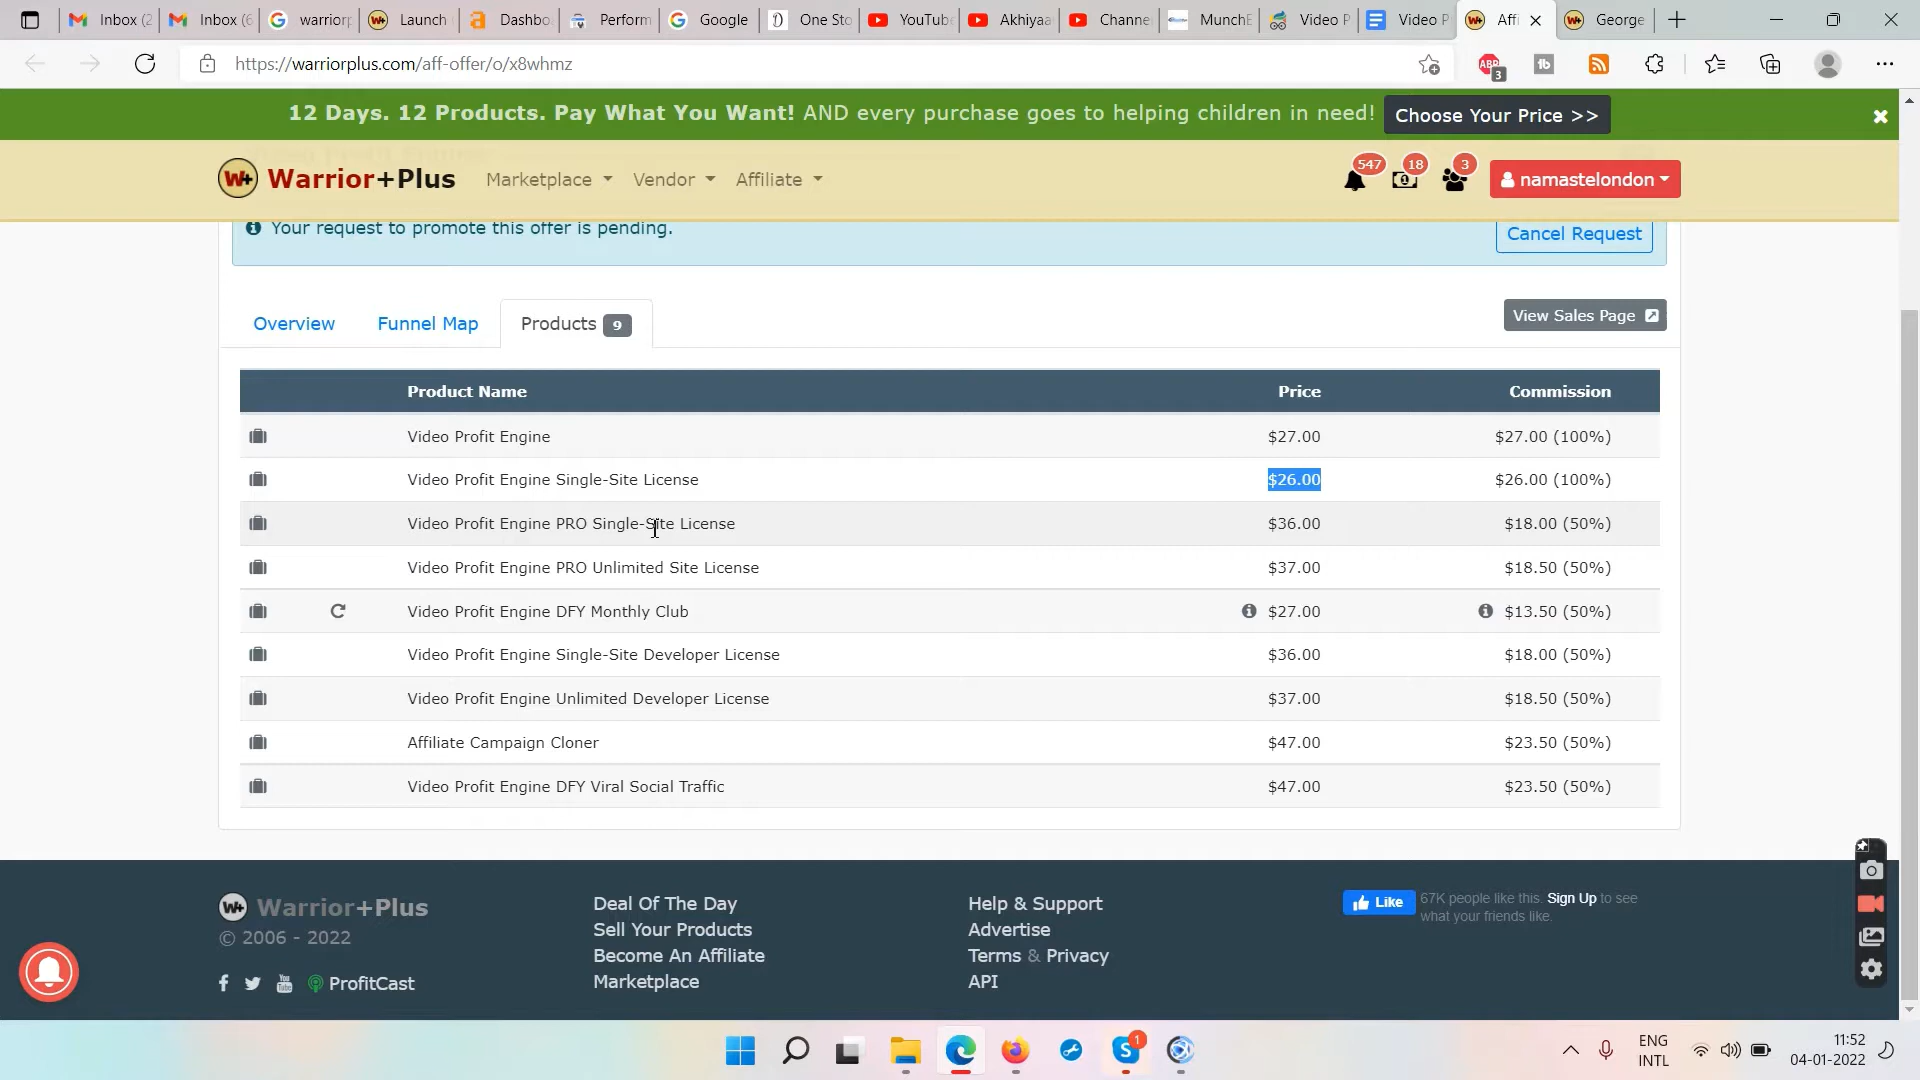 Inbox (2
Inbox (6
warriorp
Launch
Dashbo
Perform
Google
One Sto
YouTube
Akhiyaa
Channe
MunchE
Video P
Video P
Affi
George
https://warriorplus.com/aff-offer/o/x8whmz
ABP
3
tb
12 Days. 12 Products. Pay What You Want! AND every purchase goes to helping children in need!
Choose Your Price >>
W+
Warrior+Plus
Marketplace
Vendor
Affiliate
547
18
3
namastelondon
Your request to promote this offer is pending.
Cancel Request
Overview
Funnel Map
Products 9
View Sales Page
Product Name Price Commission
Video Profit Engine $27.00 $27.00 (100%)
Video Profit Engine Single-Site License $26.00 $26.00 (100%)
Video Profit Engine PRO Single-Site License $36.00 $18.00 (50%)
Video Profit Engine PRO Unlimited Site License $37.00 $18.50 (50%)
Video Profit Engine DFY Monthly Club $27.00 $13.50 (50%)
Video Profit Engine Single-Site Developer License $36.00 $18.00 (50%)
Video Profit Engine Unlimited Developer License $37.00 $18.50 (50%)
Affiliate Campaign Cloner $47.00 $23.50 (50%)
Video Profit Engine DFY Viral Social Traffic $47.00 $23.50 (50%)
W+ Warrior+Plus
© 2006 - 2022
ProfitCast
Deal Of The Day
Sell Your Products
Become An Affiliate
Marketplace
Help & Support
Advertise
Terms & Privacy
API
Like
67K people like this. Sign Up to see
what your friends like.
1
ENG
INTL
11:52
04-01-2022